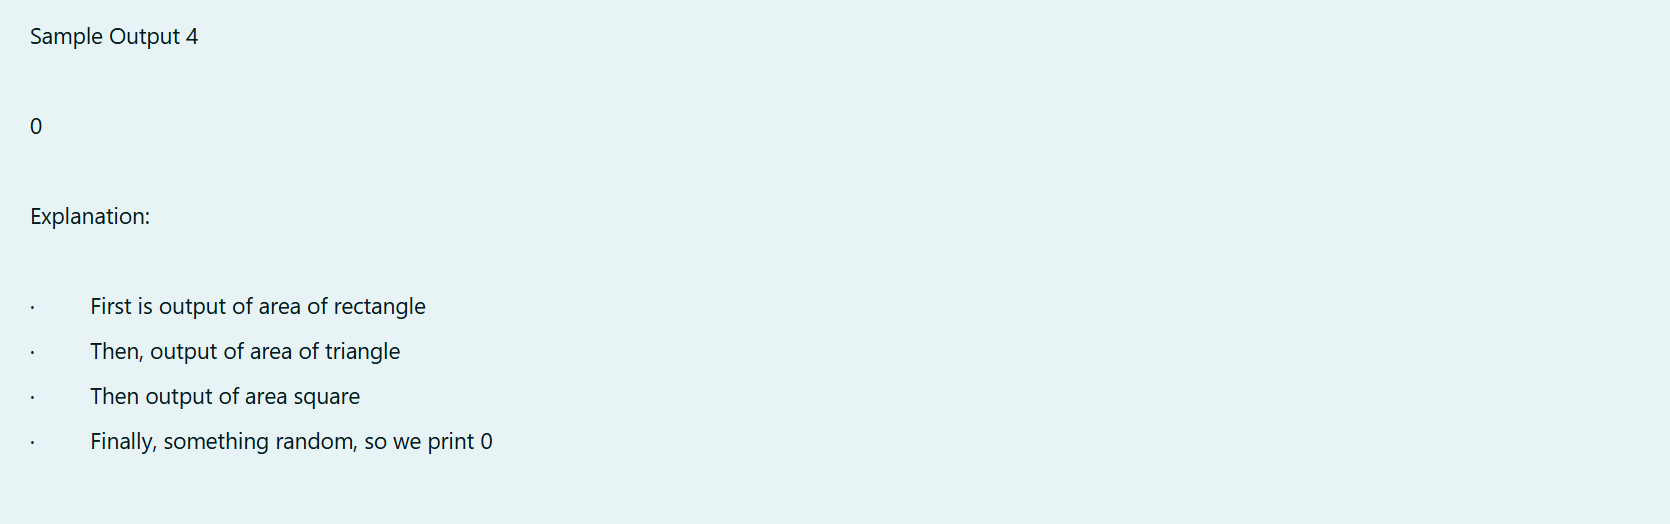 Sample Output 4
0
Explanation:
· First is output of area of rectangle
· Then, output of area of triangle
· Then output of area square
· Finally, something random, so we print 0